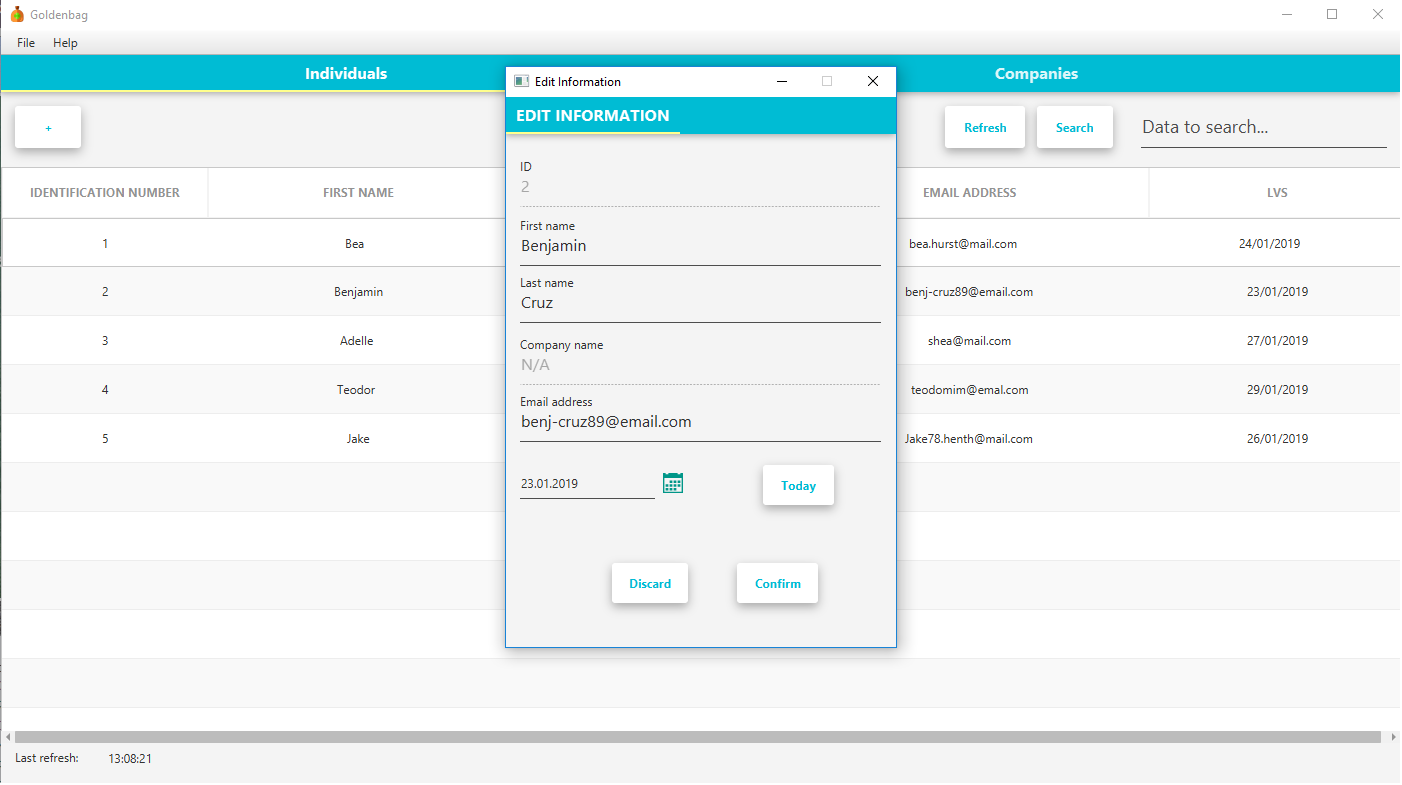 Goldenbag
File Help
Individuals Companies
+ Refresh Search Data to search...
IDENTIFICATION NUMBER FIRST NAME EMAIL ADDRESS LVS
1 Bea bea.hurst@mail.com 24/01/2019
2 Benjamin benj-cruz89@email.com 23/01/2019
3 Adelle shea@mail.com 27/01/2019
4 Teodor teodomim@emal.com 29/01/2019
5 Jake Jake78.henth@mail.com 26/01/2019
Last refresh: 13:08:21
Edit Information
EDIT INFORMATION
ID
2
First name
Benjamin
Last name
Cruz
Company name
N/A
Email address
benj-cruz89@email.com
23.01.2019 Today
Discard Confirm